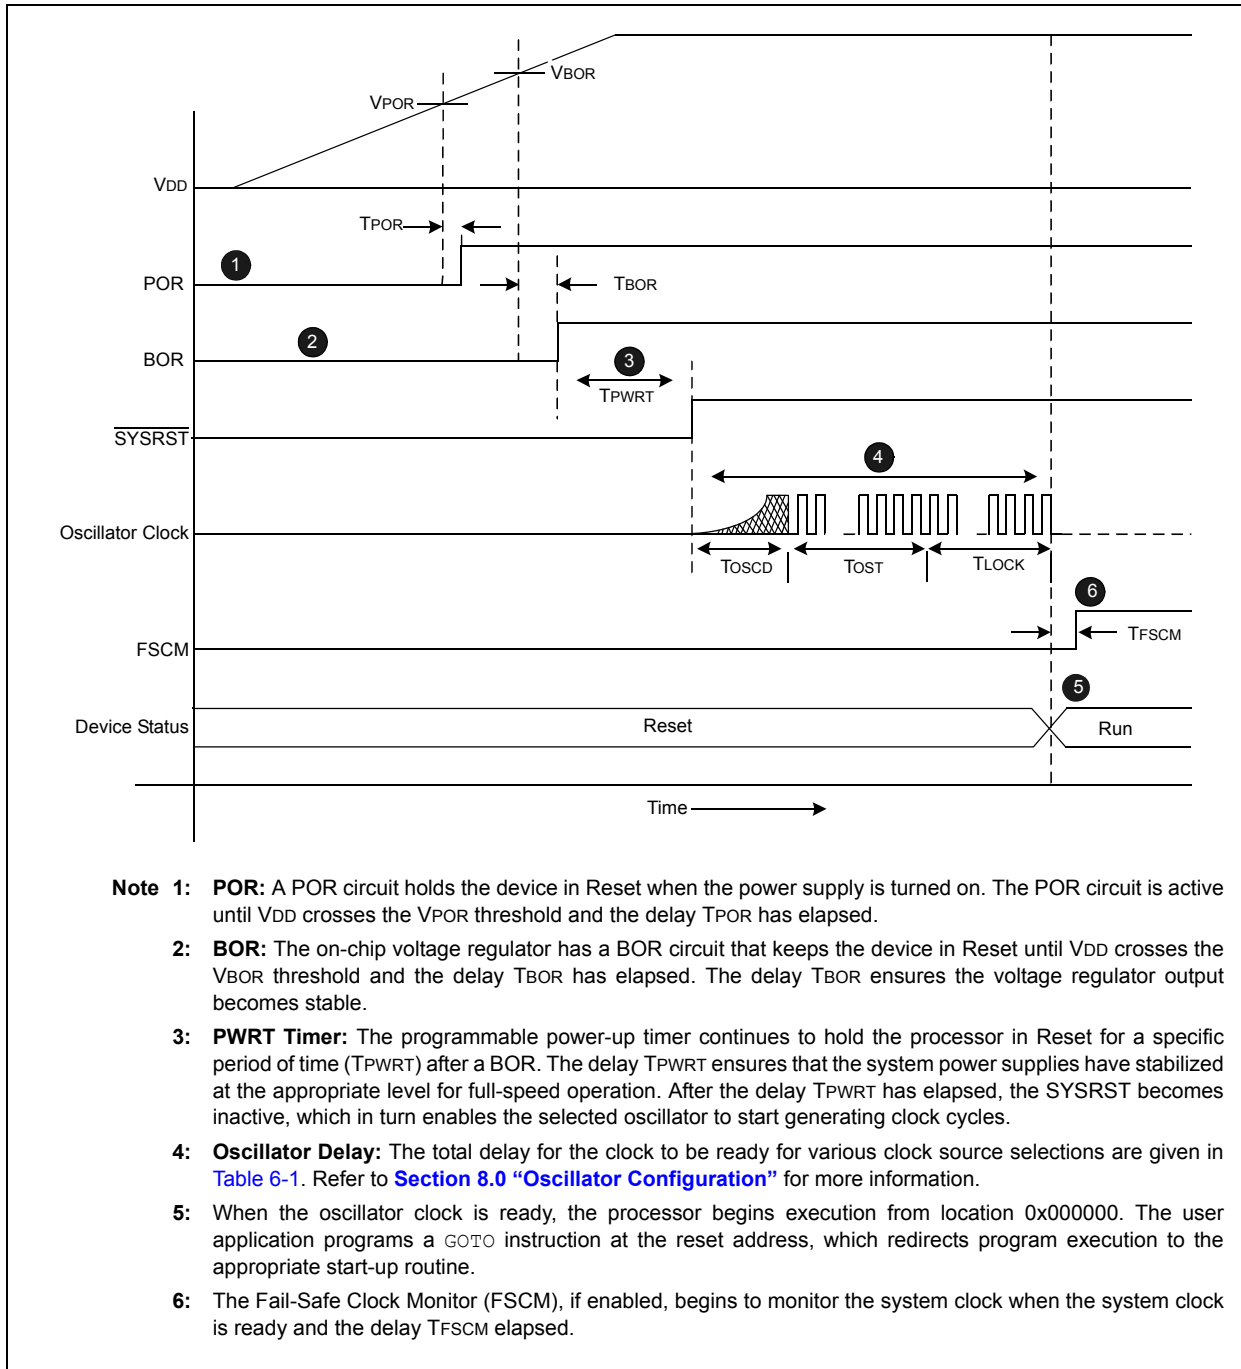 VBOR
VPOR
VDD
TPOR
1
POR
TBOR
2
BOR
3
TPWRT
SYSRST
4
Oscillator Clock
TOSCD
TOST
TLOCK
6
FSCM
TFSCM
5
Device Status
Reset
Run
Time
Note 1: POR: A POR circuit holds the device in Reset when the power supply is turned on. The POR circuit is active
until VDD crosses the VPOR threshold and the delay TPOR has elapsed.
2: BOR: The on-chip voltage regulator has a BOR circuit that keeps the device in Reset until VDD crosses the
VBOR threshold and the delay TBOR has elapsed. The delay TBOR ensures the voltage regulator output
becomes stable.
3: PWRT Timer: The programmable power-up timer continues to hold the processor in Reset for a specific
period of time (TPWRT) after a BOR. The delay TPWRT ensures that the system power supplies have stabilized
at the appropriate level for full-speed operation. After the delay TPWRT has elapsed, the SYSRST becomes
inactive, which in turn enables the selected oscillator to start generating clock cycles.
4: Oscillator Delay: The total delay for the clock to be ready for various clock source selections are given in
Table 6-1. Refer to Section 8.0 “Oscillator Configuration” for more information.
5: When the oscillator clock is ready, the processor begins execution from location 0x000000. The user
application programs a GOTO instruction at the reset address, which redirects program execution to the
appropriate start-up routine.
6: The Fail-Safe Clock Monitor (FSCM), if enabled, begins to monitor the system clock when the system clock
is ready and the delay TFSCM elapsed.